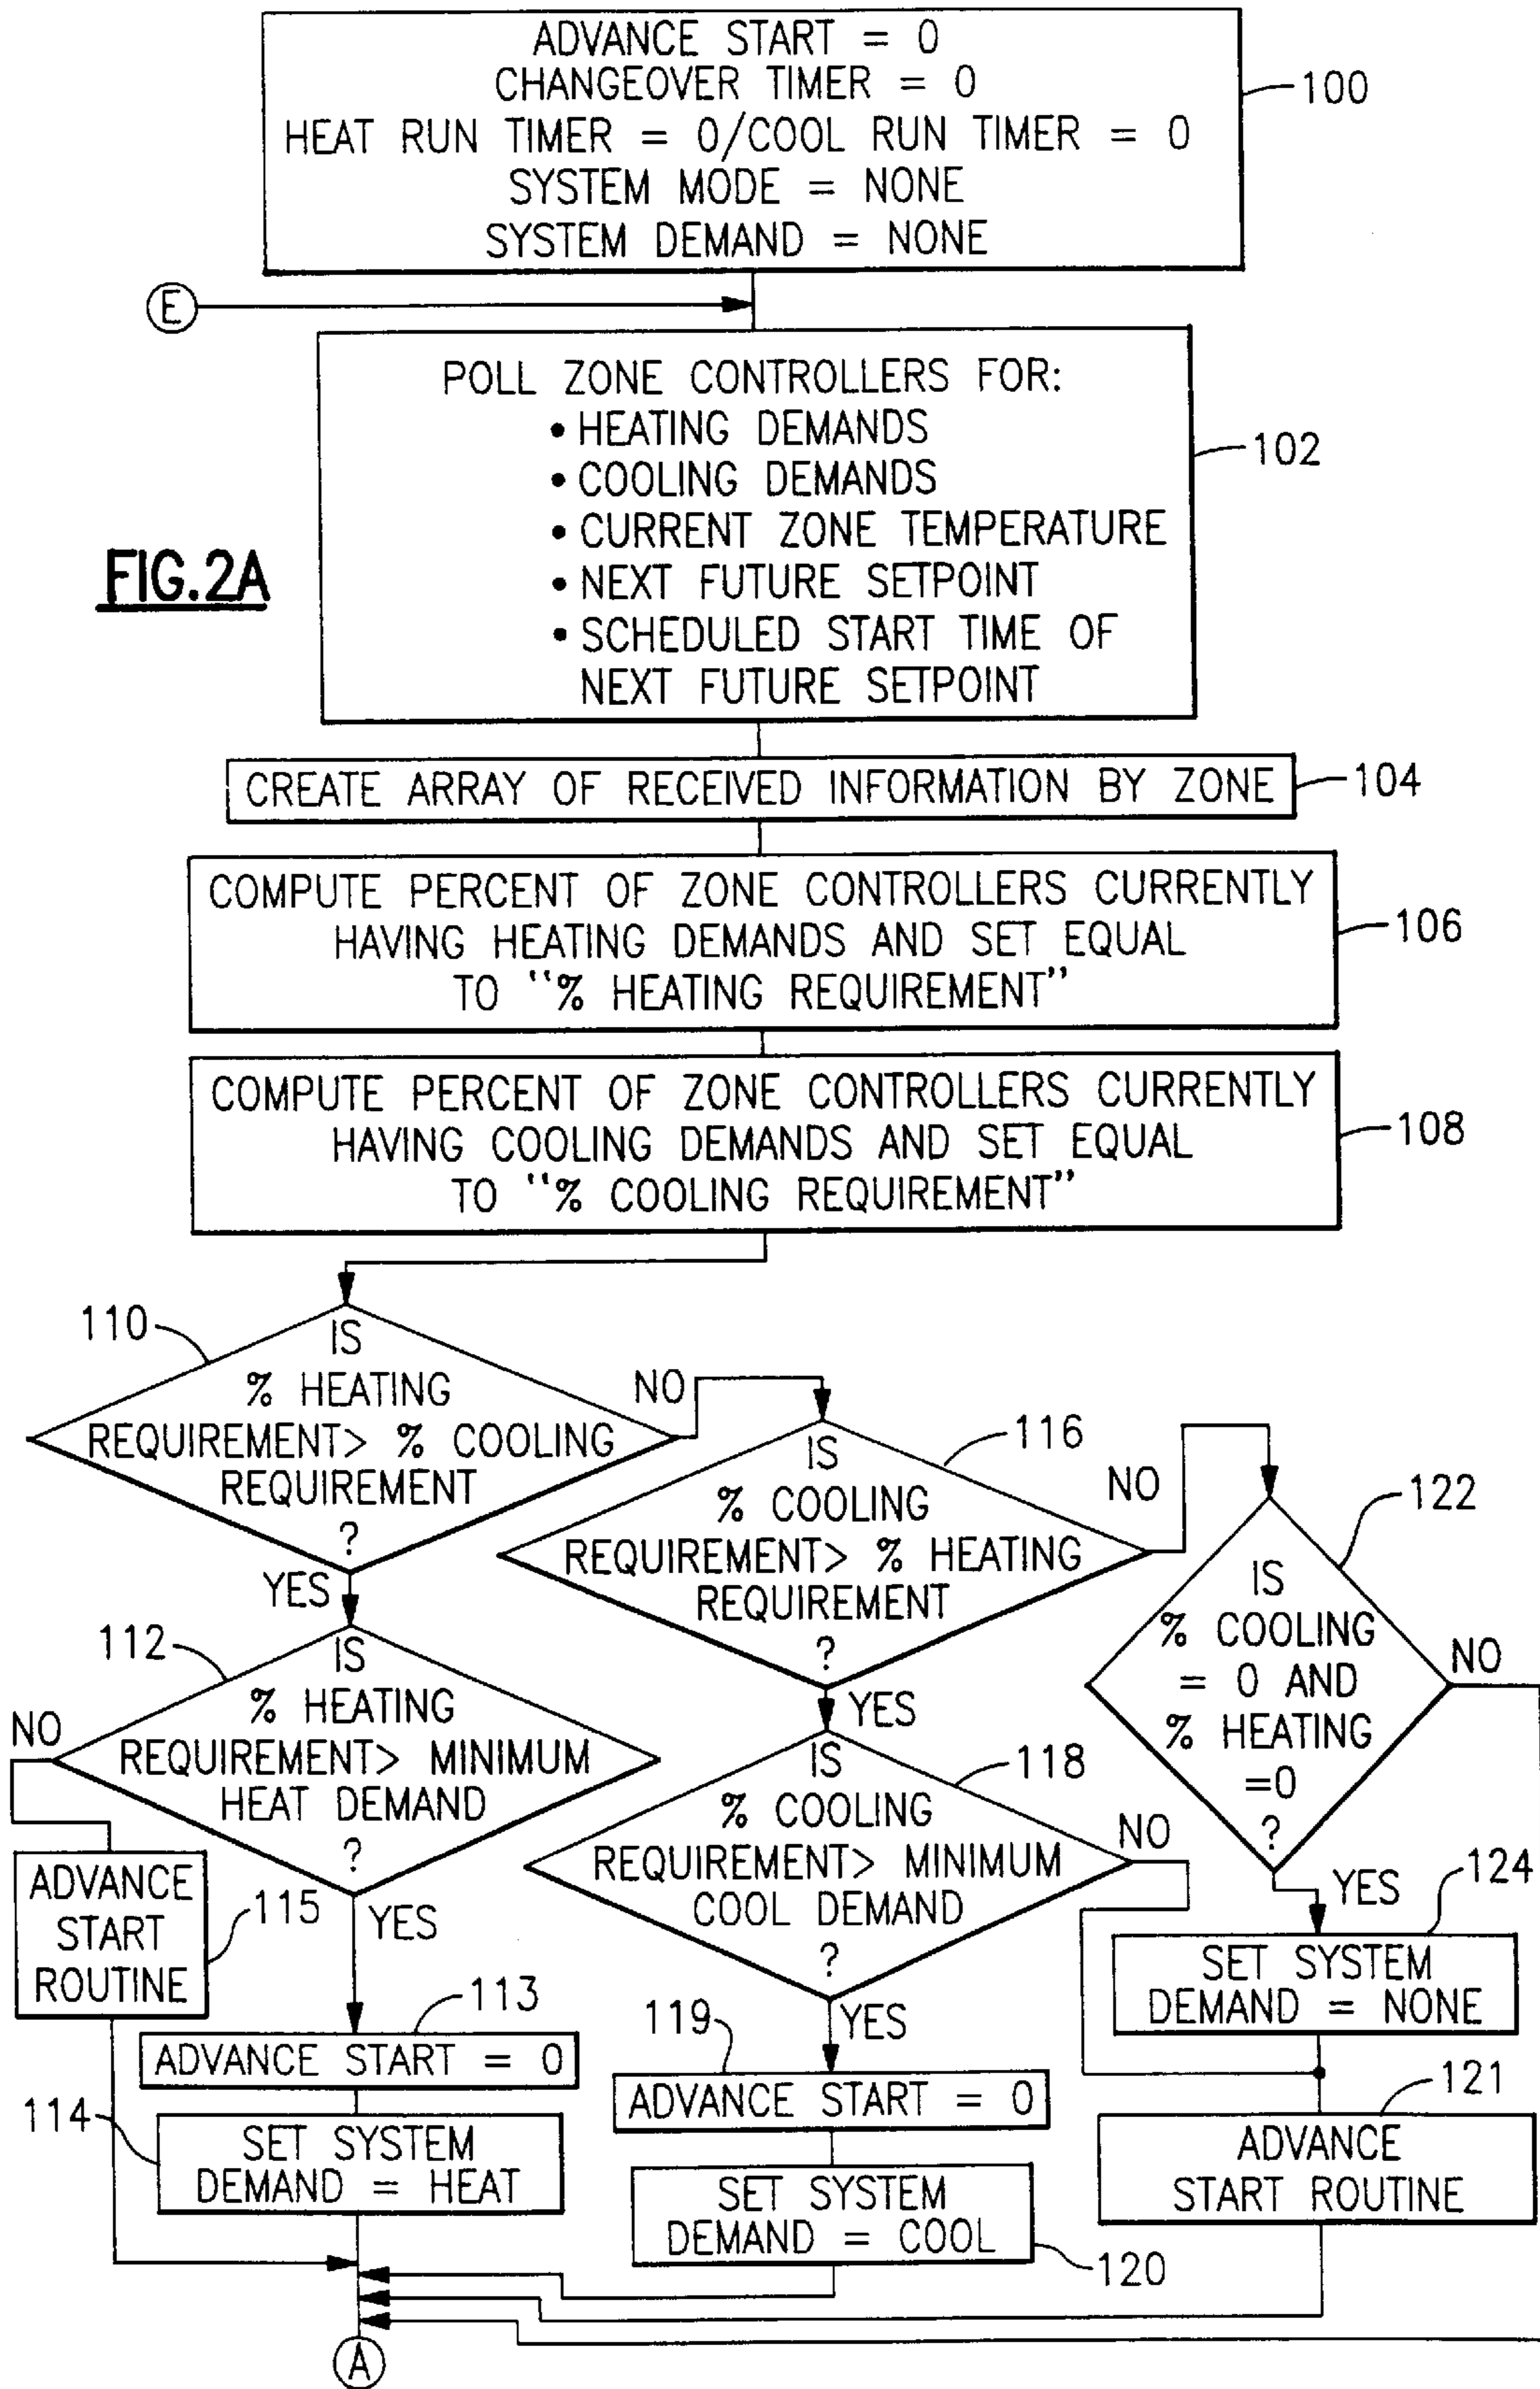 ADVANCE START = 0
CHANGEOVER TIMER = 0
HEAT RUN TIMER = 0/COOL RUN TIMER = 0
SYSTEM MODE = NONE
SYSTEM DEMAND = NONE
100
E
POLL ZONE CONTROLLERS FOR:
• HEATING DEMANDS
• COOLING DEMANDS
• CURRENT ZONE TEMPERATURE
• NEXT FUTURE SETPOINT
• SCHEDULED START TIME OF
NEXT FUTURE SETPOINT
102
FIG.2A
CREATE ARRAY OF RECEIVED INFORMATION BY ZONE
104
COMPUTE PERCENT OF ZONE CONTROLLERS CURRENTLY
HAVING HEATING DEMANDS AND SET EQUAL
TO "% HEATING REQUIREMENT"
106
COMPUTE PERCENT OF ZONE CONTROLLERS CURRENTLY
HAVING COOLING DEMANDS AND SET EQUAL
TO "% COOLING REQUIREMENT"
108
110
IS
% HEATING
REQUIREMENT> % COOLING
REQUIREMENT
?
NO
YES
116
IS
% COOLING
REQUIREMENT> % HEATING
REQUIREMENT
?
NO
YES
122
IS
% COOLING
= 0 AND
% HEATING
=0
?
NO
YES
112
IS
% HEATING
REQUIREMENT> MINIMUM
HEAT DEMAND
?
NO
YES
118
IS
% COOLING
REQUIREMENT> MINIMUM
COOL DEMAND
?
NO
YES
124
SET SYSTEM
DEMAND = NONE
ADVANCE
START
ROUTINE
115
113
ADVANCE START = 0
114
SET SYSTEM
DEMAND = HEAT
119
ADVANCE START = 0
SET SYSTEM
DEMAND = COOL
120
121
ADVANCE
START ROUTINE
A